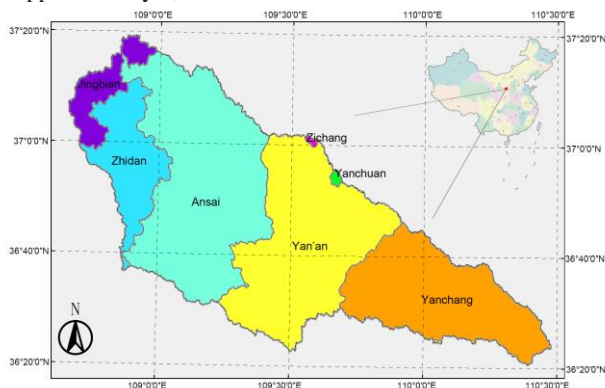 109°0'0"E
109°30'0"E
110°0'0"E
110°30'0"E
37°20'0"N
37°20'0"N
Jingbian
37°0'0"N
Zichang
37°0'0"N
Zhidan
Yanchuan
Ansai
36°40'0"N
Yan'an
36°40'0"N
Yanchang
N
36°20'0"N
36°20'0"N
109°0'0"E
109°30'0"E
110°0'0"E
110°30'0"E